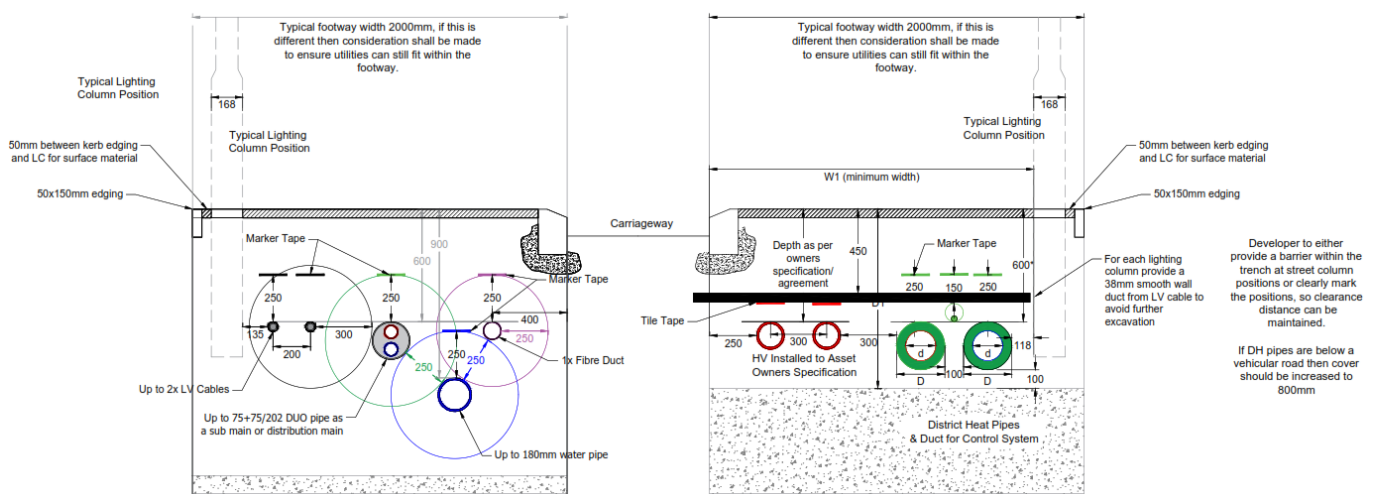 Typical footway width 2000mm, if this is
different then consideration shall be made
to ensure utilities can still fit within the
footway.
Typical Lighting
Column Position
168
Typical Lighting
Column Position
50mm between kerb edging
and LC for surface material
50x150mm edging
Marker Tape
900
600
Marker Tape
250
250
250
400
135
300
200
250
250
250
250
1x Fibre Duct
Up to 2x LV Cables
Up to 75+75/202 DUO pipe as
a sub main or distribution main
Up to 180mm water pipe
Carriageway
Typical footway width 2000mm, if this is
different then consideration shall be made
to ensure utilities can still fit within the
footway.
168
Typical Lighting
Column Position
50mm between kerb edging
and LC for surface material
W1 (minimum width)
50x150mm edging
Depth as per
owners
specification/
agreement
450
Marker Tape
600*
250
150
250
For each lighting
column provide a
38mm smooth wall
duct from LV cable to
avoid further
excavation
Developer to either
provide a barrier within the
trench at street column
positions or clearly mark
the positions, so clearance
distance can be
maintained.
If DH pipes are below a
vehicular road then cover
should be increased to
800mm
Tile Tape
250
300
300
118
d
d
HV Installed to Asset
Owners Specification
100
100
D
D
District Heat Pipes
& Duct for Control System